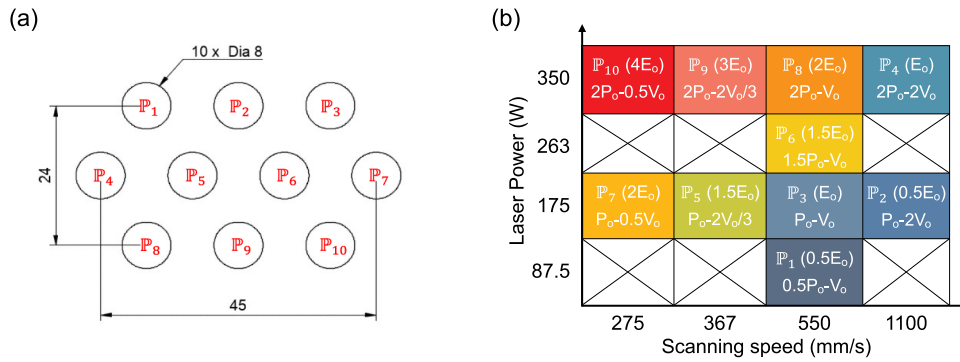 (a)
10 x Dia 8
ℙ₁ ℙ₂ ℙ₃
24
ℙ₄ ℙ₅ ℙ₆ ℙ₇
ℙ₈ ℙ₉ ℙ₁₀
45
(b)
Laser Power (W)
350
ℙ₁₀ (4Eₒ) ℙ₉ (3Eₒ) ℙ₈ (2Eₒ) ℙ₄ (Eₒ)
2Pₒ-0.5Vₒ 2Pₒ-2Vₒ/3 2Pₒ-Vₒ 2Pₒ-2Vₒ
263
ℙ₆ (1.5Eₒ)
1.5Pₒ-Vₒ
175
ℙ₇ (2Eₒ) ℙ₅ (1.5Eₒ) ℙ₃ (Eₒ) ℙ₂ (0.5Eₒ)
Pₒ-0.5Vₒ Pₒ-2Vₒ/3 Pₒ-Vₒ Pₒ-2Vₒ
87.5
ℙ₁ (0.5Eₒ)
0.5Pₒ-Vₒ
275 367 550 1100
Scanning speed (mm/s)